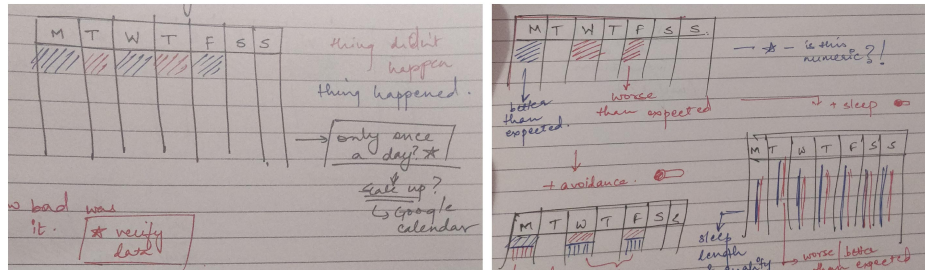 M T W T F S S
thing didn't
happen
thing happened.
only once
a day? *
scale up?
↳ Google
calendar
bad was
it.
* verify
data
M T W T F S S.
— * — is this
numeric?!
better
than
expected.
worse
than expected
+ sleep
+ avoidance.
M T W T F S S
M T W T F S S
sleep
length
worse/better
than expected